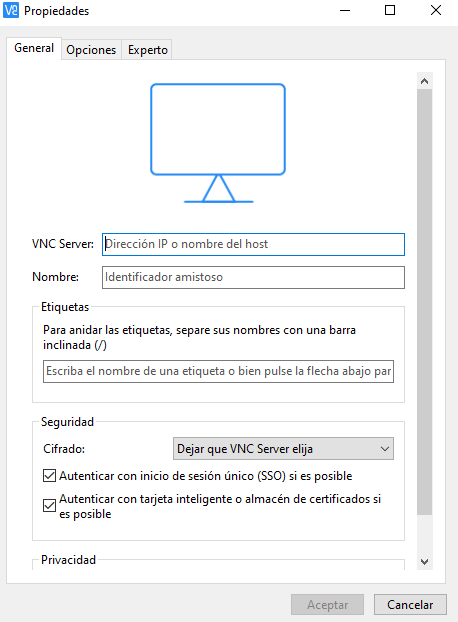 Propiedades
General
Opciones
Experto
VNC Server:
Dirección IP o nombre del host
Nombre:
Identificador amistoso
Etiquetas
Para anidar las etiquetas, separe sus nombres con una barra
inclinada (/)
Escriba el nombre de una etiqueta o bien pulse la flecha abajo par
Seguridad
Cifrado:
Dejar que VNC Server elija
Autenticar con inicio de sesión único (SSO) si es posible
Autenticar con tarjeta inteligente o almacén de certificados si
es posible
Privacidad
Aceptar
Cancelar